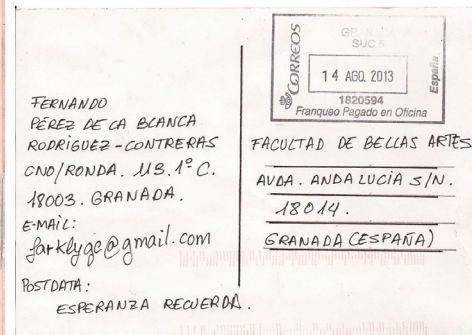 FERNANDO
PÉREZ DE LA BLANCA
RODRIGUEZ-CONTRERAS
CNO/RONDA. 113.1º C.
18003. GRANADA.
E-MAIL:
farklygc@gmail.com
POSTDATA:
ESPERANZA RECUERDA.
CORREOS
SUC 5
14 AGO. 2013
España
1820594
Franqueo Pagado en Oficina
FACULTAD DE BELLAS ARTES
AVDA. ANDALUCIA S/N.
18014.
GRANADA (ESPAÑA)